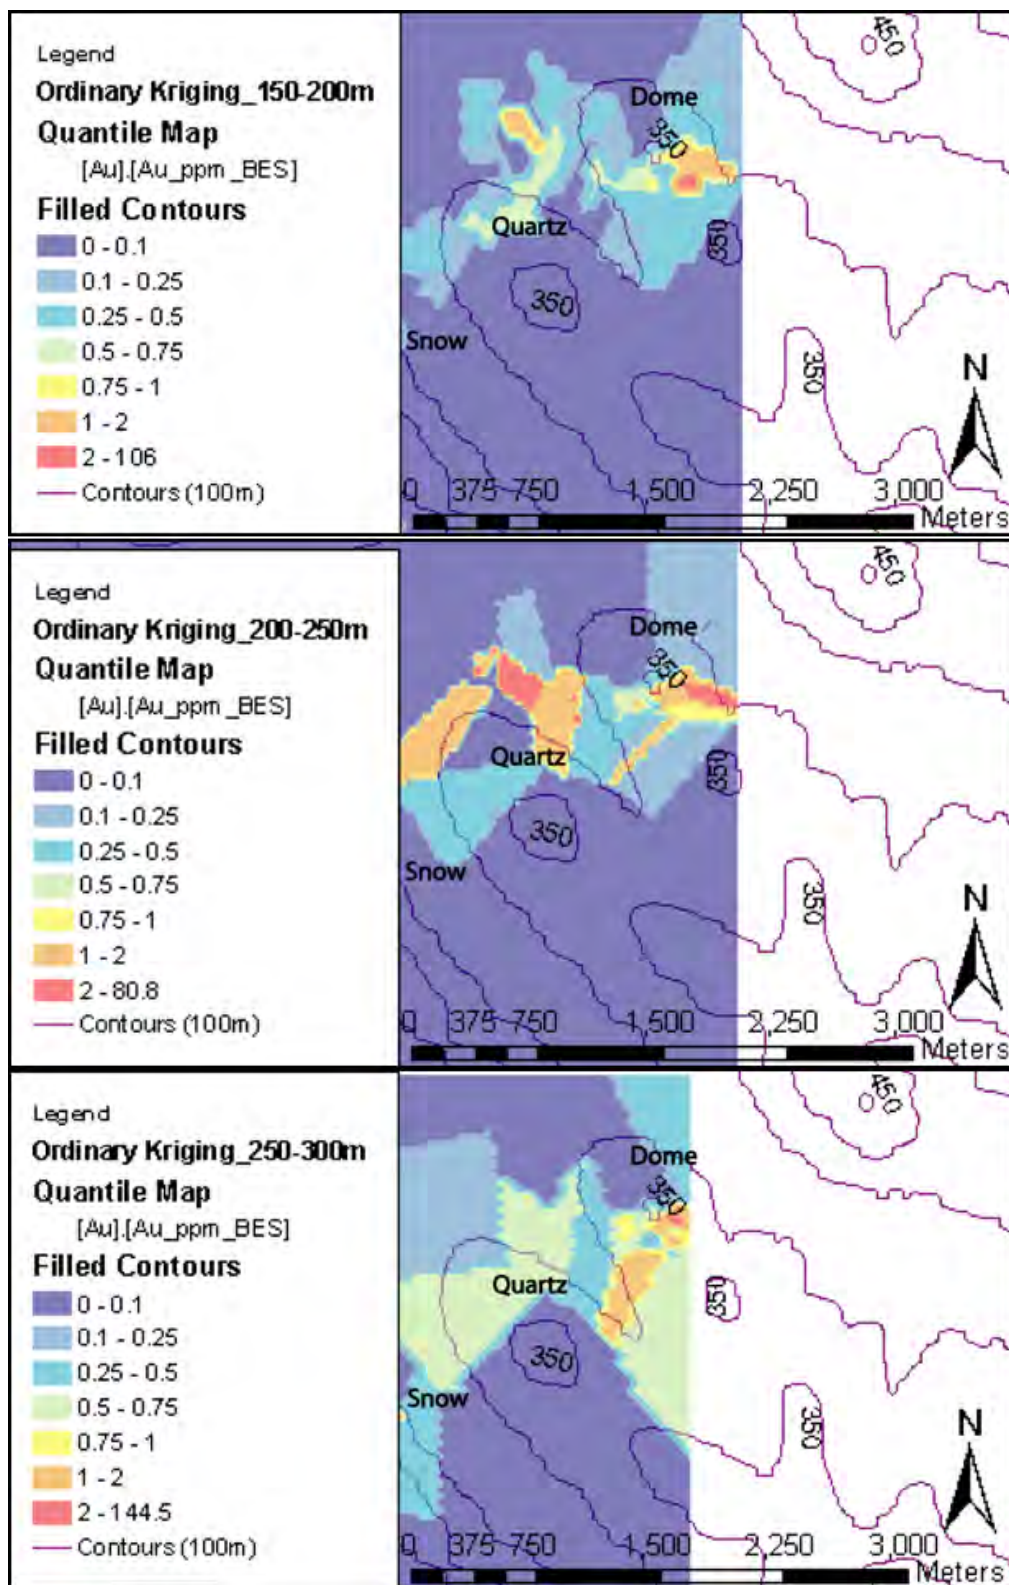 Legend
Ordinary Kriging_150-200m
Quantile Map
[Au].[Au_ppm_BES]
Filled Contours
0 - 0.1
0.1 - 0.25
0.25 - 0.5
0.5 - 0.75
0.75 - 1
1 - 2
2 - 106
Contours (100m)
450
Dome
350
Quartz
350
350
Snow
350
N
0 375 750 1,500 2,250 3,000
Meters
Legend
Ordinary Kriging_200-250m
Quantile Map
[Au].[Au_ppm_BES]
Filled Contours
0 - 0.1
0.1 - 0.25
0.25 - 0.5
0.5 - 0.75
0.75 - 1
1 - 2
2 - 80.8
Contours (100m)
450
Dome
350
Quartz
350
350
Snow
350
N
0 375 750 1,500 2,250 3,000
Meters
Legend
Ordinary Kriging_250-300m
Quantile Map
[Au].[Au_ppm_BES]
Filled Contours
0 - 0.1
0.1 - 0.25
0.25 - 0.5
0.5 - 0.75
0.75 - 1
1 - 2
2 - 144.5
Contours (100m)
450
Dome
350
Quartz
350
350
Snow
350
N
0 375 750 1,500 2,250 3,000
Meters